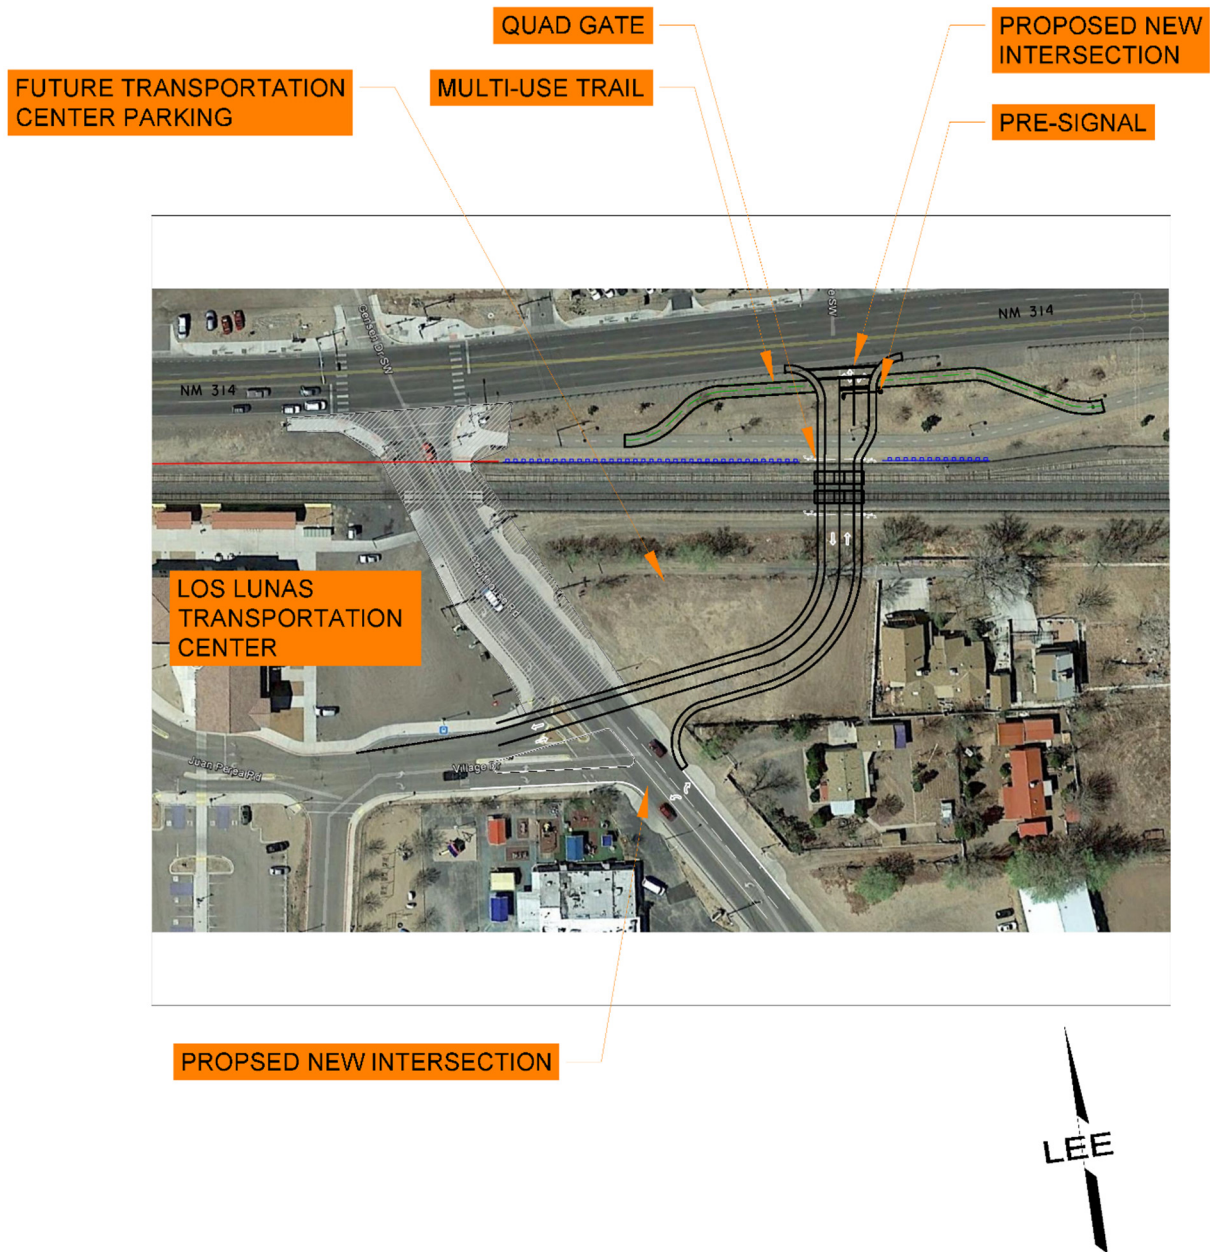 QUAD GATE
PROPOSED NEW
INTERSECTION
FUTURE TRANSPORTATION
CENTER PARKING
MULTI-USE TRAIL
PRE-SIGNAL
NM 314
NM 314
LOS LUNAS
TRANSPORTATION
CENTER
Juan Perea Rd
Village Dr
PROPSED NEW INTERSECTION
LEE